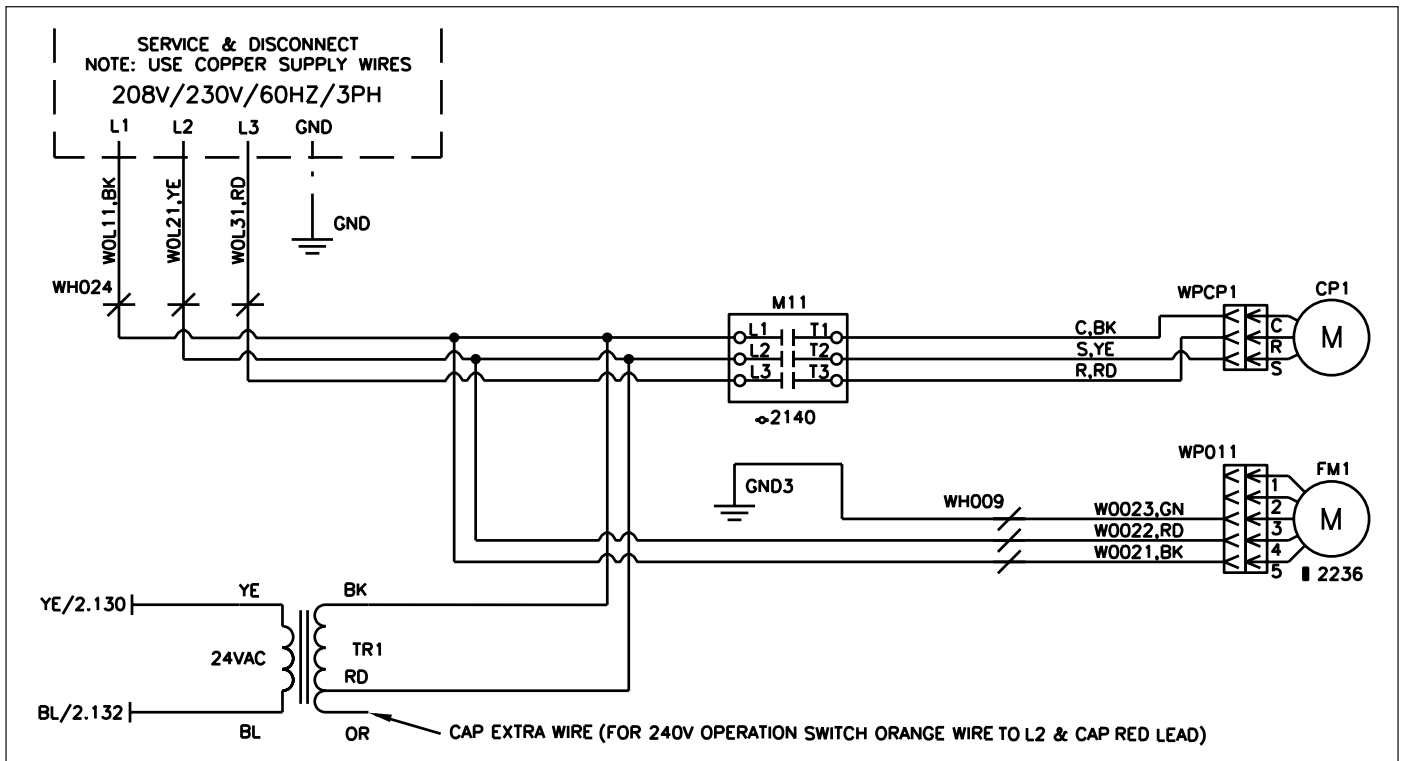 SERVICE & DISCONNECT
NOTE: USE COPPER SUPPLY WIRES
208V/230V/60HZ/3PH
L1 L2 L3 GND
W0L11,BK
W0L21,YE
W0L31,RD
GND
WH024
M11
L1 T1
L2 T2
L3 T3
2140
C,BK
S,YE
R,RD
WPCP1
C
R
S
CP1
M
GND3
WH009
W0023,GN
W0022,RD
W0021,BK
WP011
1
2
3
4
5
FM1
M
2236
YE/2.130
YE
BK
24VAC
TR1
RD
BL/2.132
BL
OR
CAP EXTRA WIRE (FOR 240V OPERATION SWITCH ORANGE WIRE TO L2 & CAP RED LEAD)